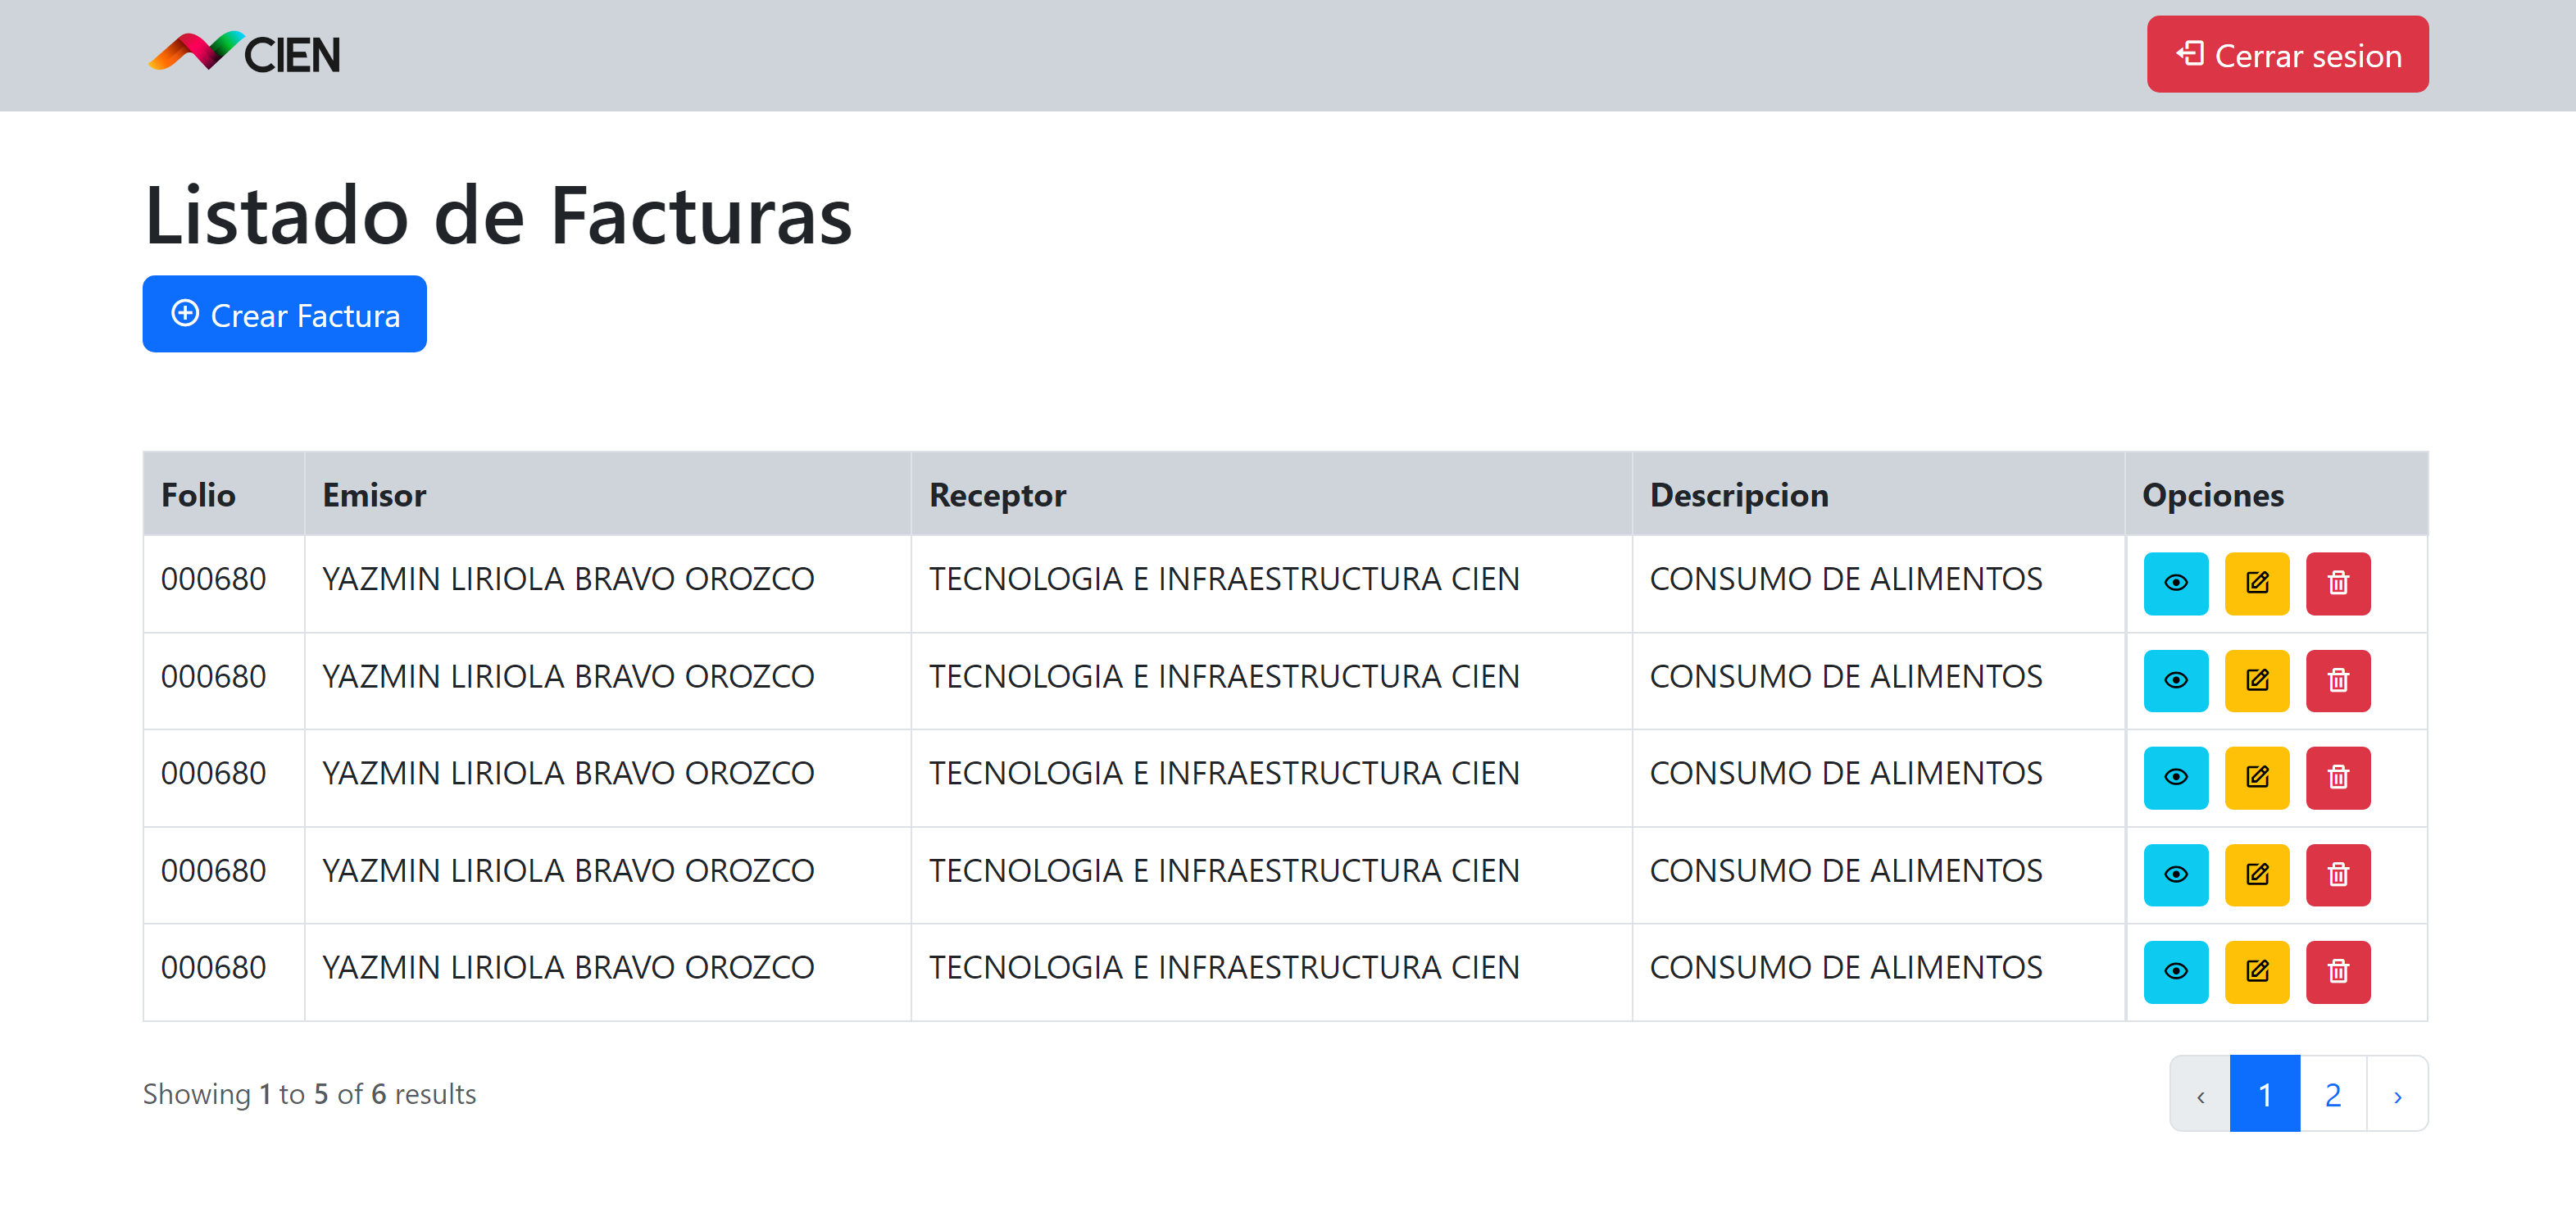 CIEN
Cerrar sesion
Listado de Facturas
Crear Factura
Folio Emisor Receptor Descripcion Opciones
000680 YAZMIN LIRIOLA BRAVO OROZCO TECNOLOGIA E INFRAESTRUCTURA CIEN CONSUMO DE ALIMENTOS
000680 YAZMIN LIRIOLA BRAVO OROZCO TECNOLOGIA E INFRAESTRUCTURA CIEN CONSUMO DE ALIMENTOS
000680 YAZMIN LIRIOLA BRAVO OROZCO TECNOLOGIA E INFRAESTRUCTURA CIEN CONSUMO DE ALIMENTOS
000680 YAZMIN LIRIOLA BRAVO OROZCO TECNOLOGIA E INFRAESTRUCTURA CIEN CONSUMO DE ALIMENTOS
000680 YAZMIN LIRIOLA BRAVO OROZCO TECNOLOGIA E INFRAESTRUCTURA CIEN CONSUMO DE ALIMENTOS
Showing 1 to 5 of 6 results
‹ 1 2 ›